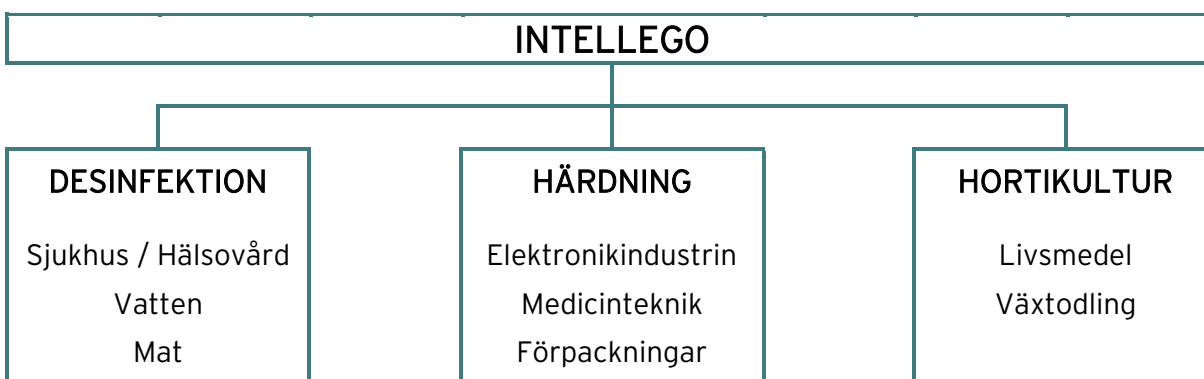 INTELLEGO
DESINFEKTION
Sjukhus / Hälsovård
Vatten
Mat
HÄRDNING
Elektronikindustrin
Medicinteknik
Förpackningar
HORTIKULTUR
Livsmedel
Växtodling